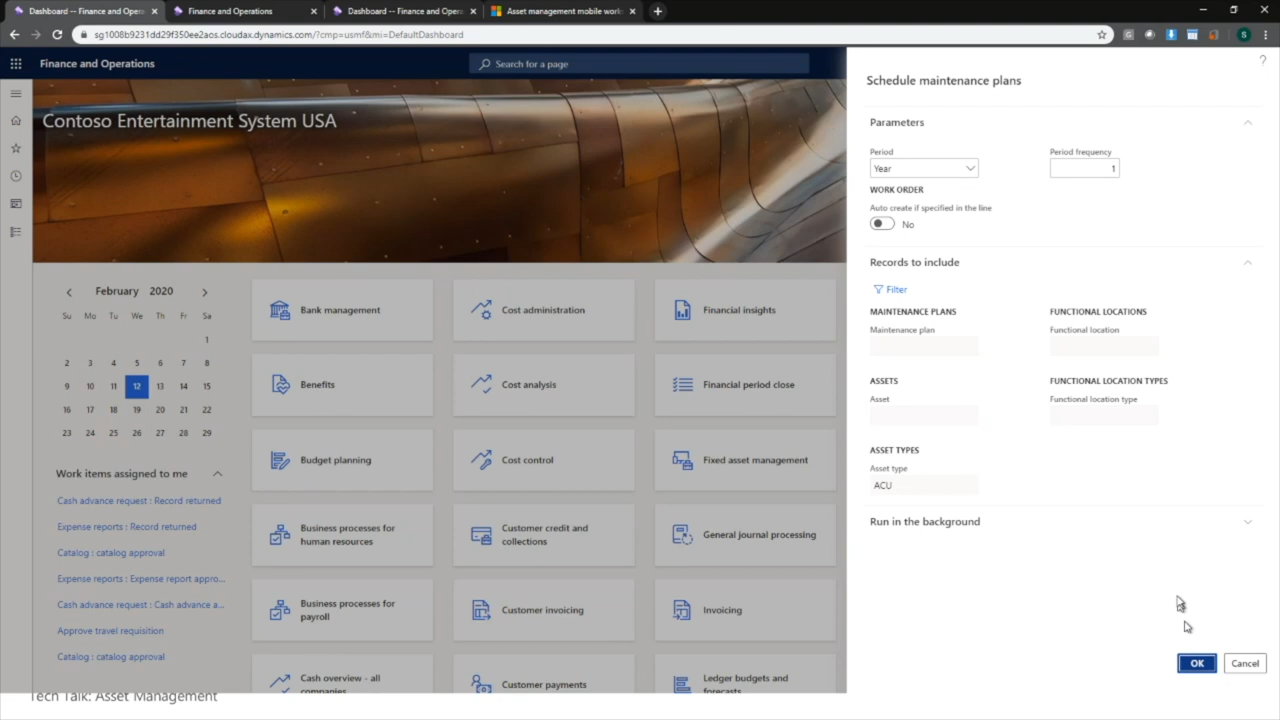 Dashboard -- Finance and Opera
Finance and Operations
Dashboard -- Finance and Opera
Asset management mobile work
sg1008b9231dd29f350ee2aos.cloudax.dynamics.com/?cmp=usmf&mi=DefaultDashboard
S
Finance and Operations
Search for a page
Contoso Entertainment System USA
February 2020
Su Mo Tu We Th Fr Sa
1
2 3 4 5 6 7 8
9 10 11 12 13 14 15
16 17 18 19 20 21 22
23 24 25 26 27 28 29
Work items assigned to me
Cash advance request : Record returned
Expense reports : Record returned
Catalog : catalog approval
Expense reports : Expense report appro...
Cash advance request : Cash advance a...
Approve travel requisition
Catalog : catalog approval
Bank management
Cost administration
Financial insights
Benefits
Cost analysis
Financial period close
Budget planning
Cost control
Fixed asset management
Business processes for
human resources
Customer credit and
collections
General journal processing
Business processes for
payroll
Customer invoicing
Invoicing
Cash overview - all
companies
Customer payments
Ledger budgets and
forecasts
Schedule maintenance plans
?
Parameters
Period
Year
Period frequency
1
WORK ORDER
Auto create if specified in the line
No
Records to include
Filter
MAINTENANCE PLANS
Maintenance plan
FUNCTIONAL LOCATIONS
Functional location
ASSETS
Asset
FUNCTIONAL LOCATION TYPES
Functional location type
ASSET TYPES
Asset type
ACU
Run in the background
OK
Cancel
Tech Talk: Asset Management